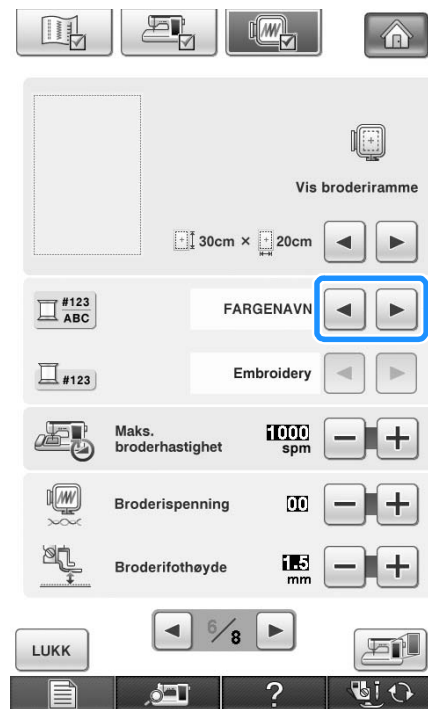 Vis broderiramme
30cm × 20cm
#123
ABC
FARGENAVN
#123
Embroidery
Maks.
broderhastighet
1000
spm
Broderispenning
00
Broderifothøyde
1.5
mm
LUKK
6/8
?